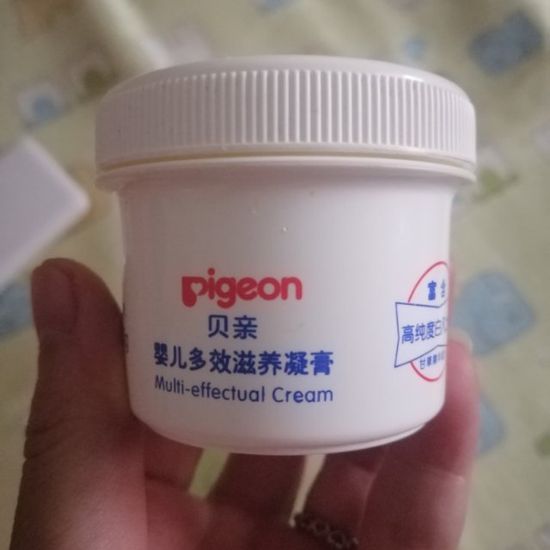 pigeon
贝亲
婴儿多效滋养凝膏
Multi-effectual Cream
富含
高纯度白